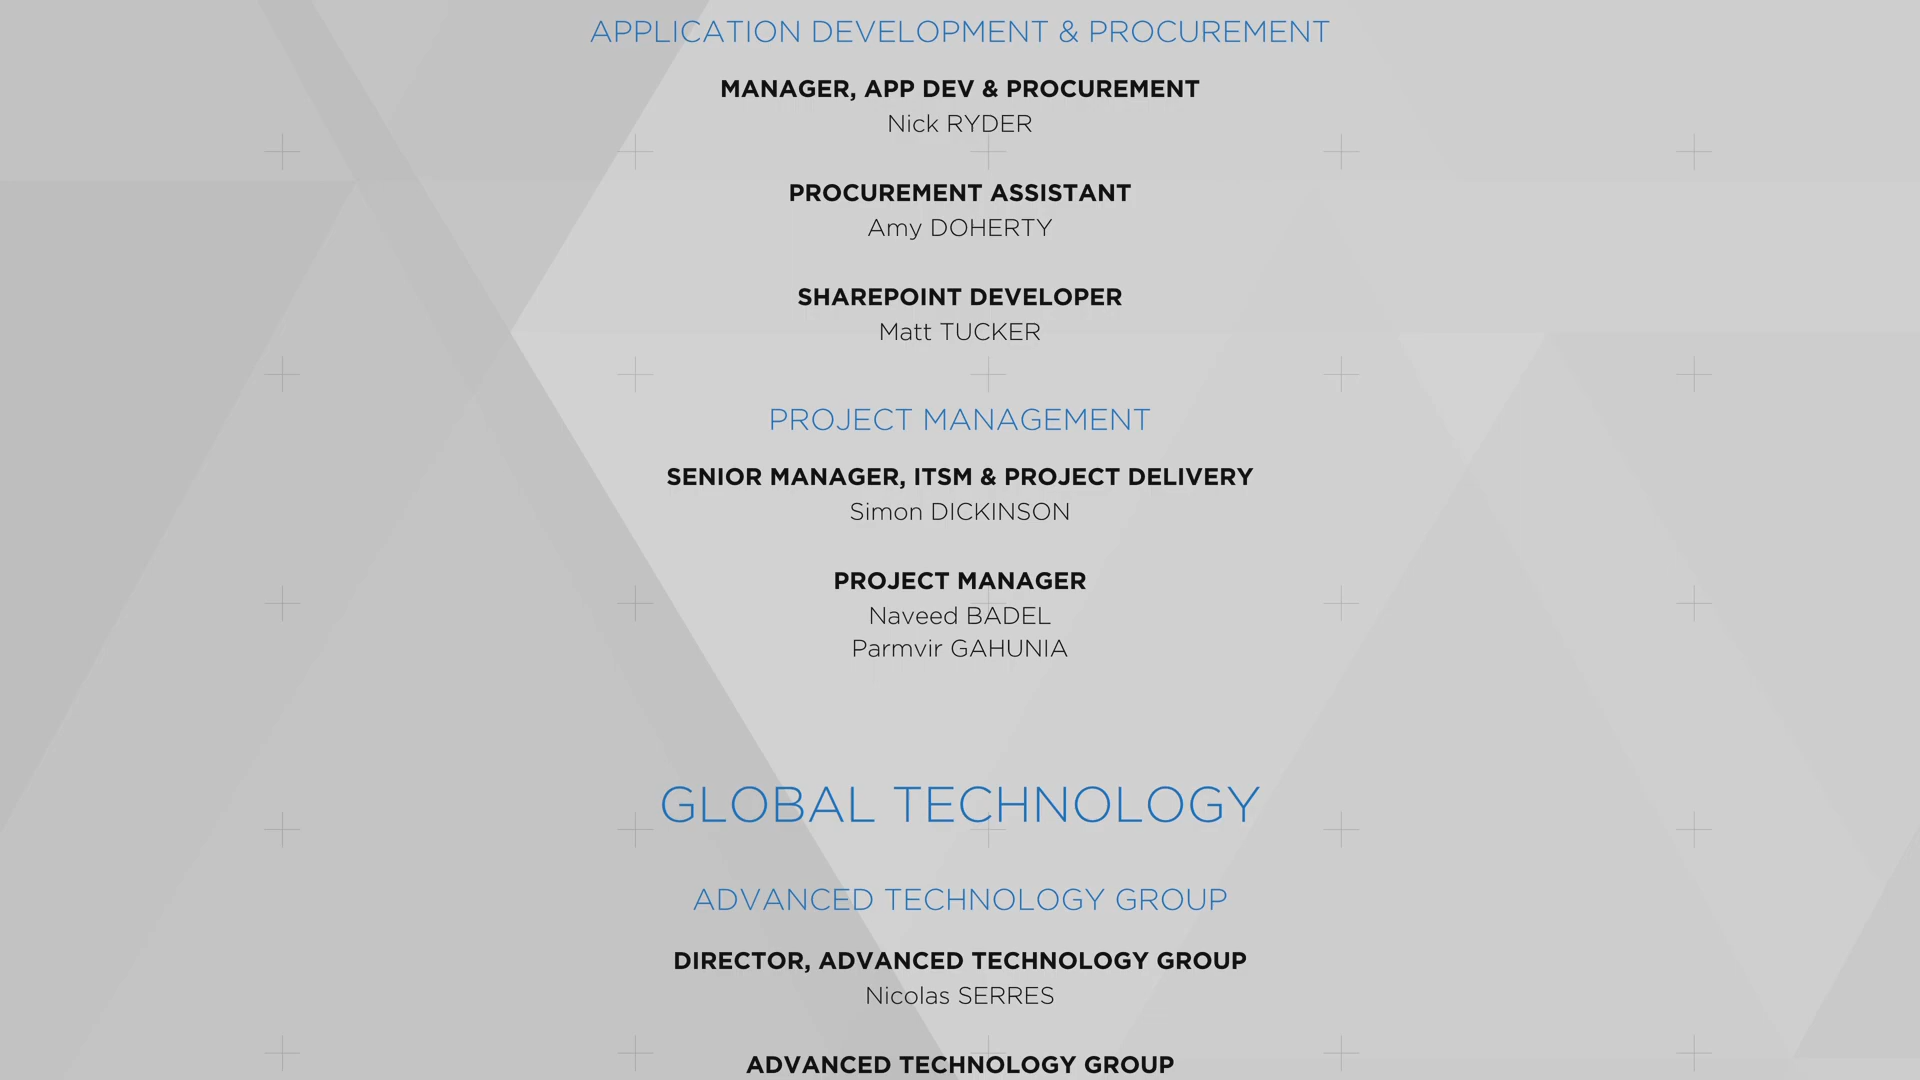 APPLICATION DEVELOPMENT & PROCUREMENT
MANAGER, APP DEV & PROCUREMENT
Nick RYDER
PROCUREMENT ASSISTANT
Amy DOHERTY
SHAREPOINT DEVELOPER
Matt TUCKER
PROJECT MANAGEMENT
SENIOR MANAGER, ITSM & PROJECT DELIVERY
Simon DICKINSON
PROJECT MANAGER
Naveed BADEL
Parmvir GAHUNIA
GLOBAL TECHNOLOGY
ADVANCED TECHNOLOGY GROUP
DIRECTOR, ADVANCED TECHNOLOGY GROUP
Nicolas SERRES
ADVANCED TECHNOLOGY GROUP